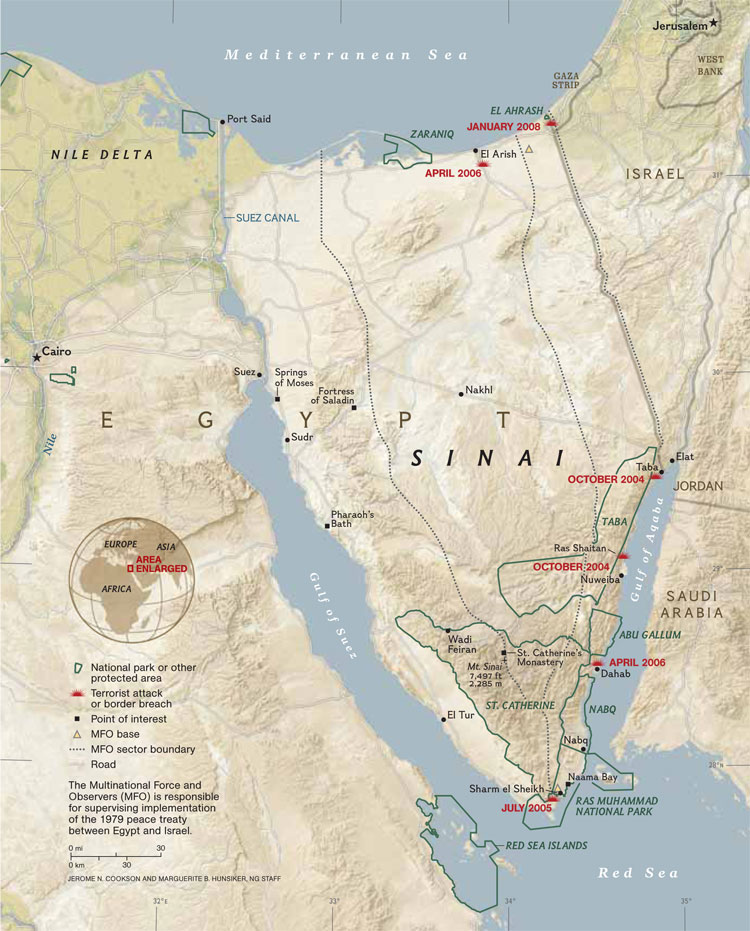 Jerusalem
Mediterranean Sea
WEST
BANK
GAZA
STRIP
EL AHRASH
Port Said
JANUARY 2008
ZARANIQ
NILE DELTA
El Arish
APRIL 2006
ISRAEL
31°
SUEZ CANAL
Cairo
Suez
Springs
of Moses
30°
Fortress
of Saladin
Nakhl
EGYPT
Nile
Sudr
SINAI
Elat
Taba
OCTOBER 2004
JORDAN
Pharaoh's
Bath
TABA
Gulf of Aqaba
EUROPE
ASIA
AREA
ENLARGED
AFRICA
Ras Shaitan
OCTOBER 2004
29°
Nuweiba
Gulf of Suez
SAUDI
ARABIA
ABU GALLUM
Wadi
Feiran
St. Catherine's
Monastery
Mt. Sinai
7,497 ft
2,285 m
APRIL 2006
Dahab
National park or other
protected area
Terrorist attack
or border breach
Point of interest
MFO base
MFO sector boundary
Road
ST. CATHERINE
NABQ
El Tur
Nabq
28°
Naama Bay
Sharm el Sheikh
JULY 2005
RAS MUHAMMAD
NATIONAL PARK
The Multinational Force and
Observers (MFO) is responsible
for supervising implementation
of the 1979 peace treaty
between Egypt and Israel.
0 mi 30
0 km 30
RED SEA ISLANDS
JEROME N. COOKSON AND MARGUERITE B. HUNSIKER, NG STAFF
Red Sea
32°E
33°
34°
35°